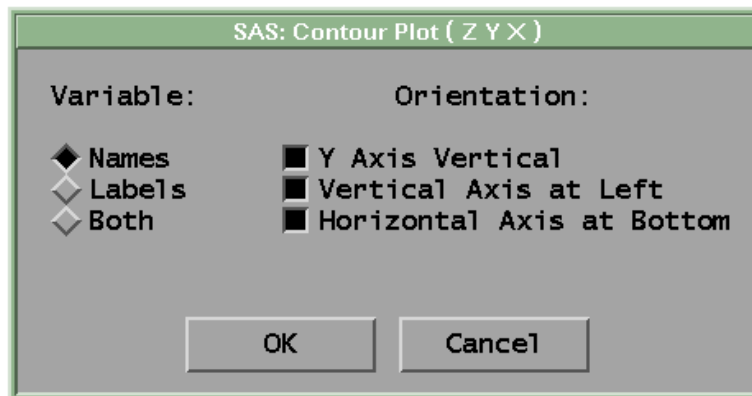 SAS: Contour Plot ( Z Y X )
Variable:
Orientation:
Names
Labels
Both
Y Axis Vertical
Vertical Axis at Left
Horizontal Axis at Bottom
OK
Cancel